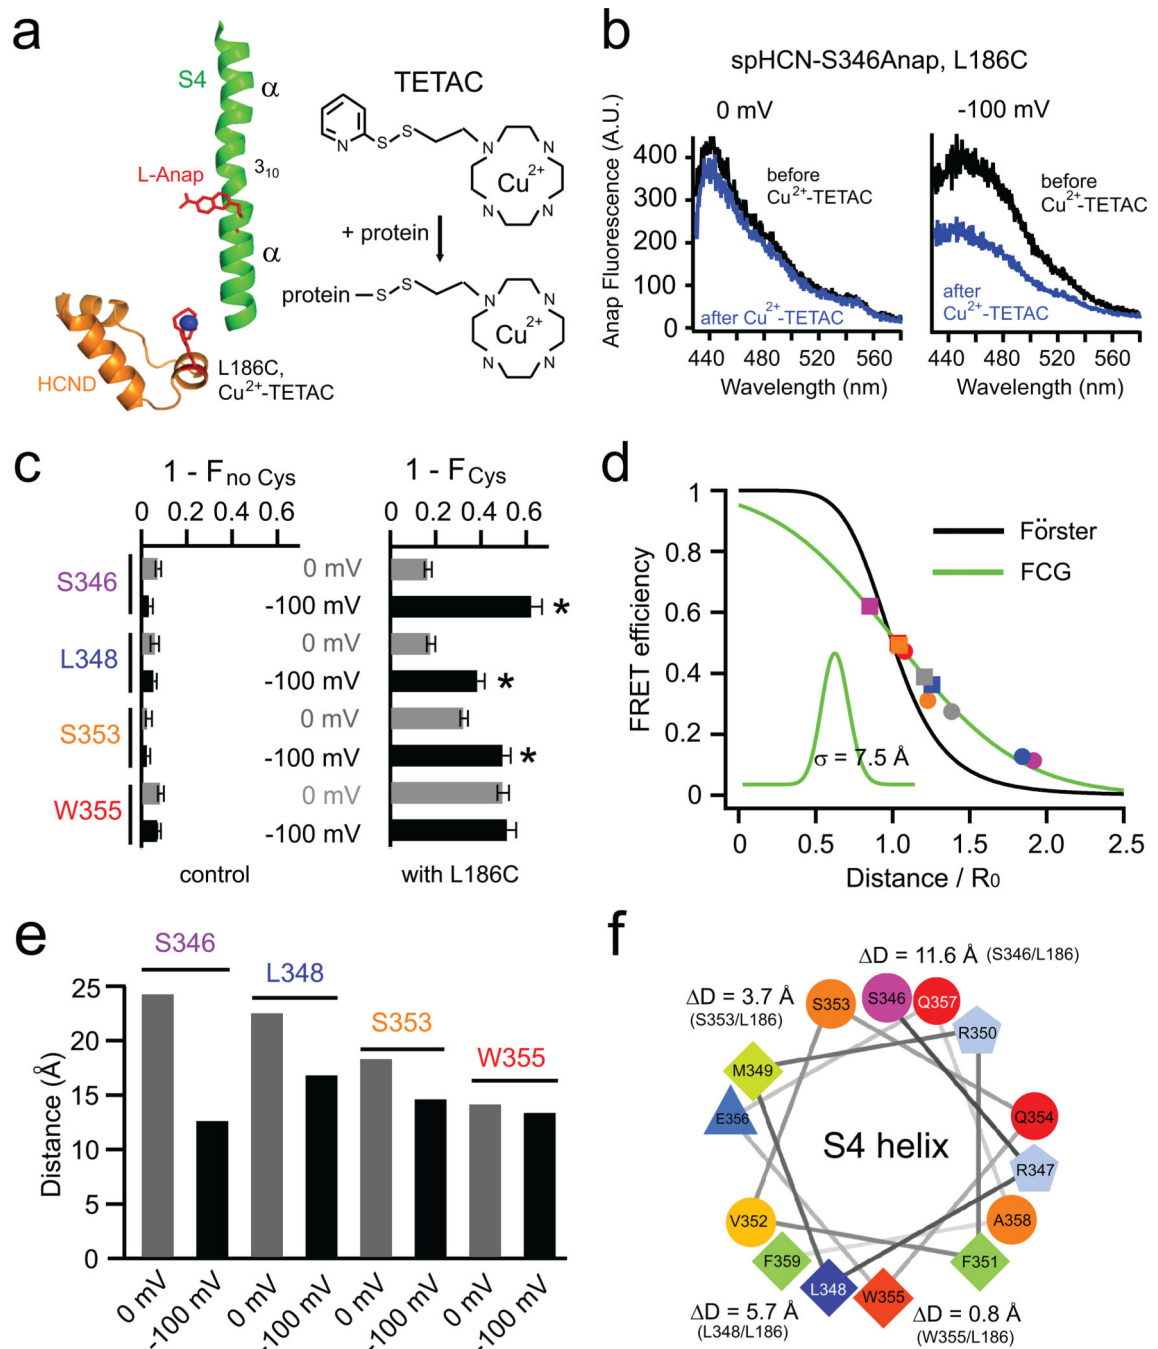 a
S4
α
L-Anap
3₁₀
α
HCND
L186C,
Cu²⁺-TETAC
TETAC
N
S
S
N
N
N
N
Cu²⁺
+ protein
protein
S
S
N
N
N
N
Cu²⁺
b
spHCN-S346Anap, L186C
0 mV
-100 mV
Anap Fluorescence (A.U.)
400
300
200
100
0
before
Cu²⁺-TETAC
after Cu²⁺-TETAC
before
Cu²⁺-TETAC
after
Cu²⁺-TETAC
440 480 520 560
440 480 520 560
Wavelength (nm)
Wavelength (nm)
c
1 - F no Cys
1 - F Cys
0 0.2 0.4 0.6
0 0.2 0.4 0.6
S346
0 mV
-100 mV
*
L348
0 mV
-100 mV
*
S353
0 mV
-100 mV
*
W355
0 mV
-100 mV
control
with L186C
d
FRET efficiency
1
0.8
0.6
0.4
0.2
0
Förster
FCG
σ = 7.5 Å
0 0.5 1.0 1.5 2.0 2.5
Distance / R₀
e
Distance (Å)
25
20
15
10
5
0
S346
L348
S353
W355
0 mV
-100 mV
0 mV
-100 mV
0 mV
-100 mV
0 mV
-100 mV
f
ΔD = 11.6 Å (S346/L186)
ΔD = 3.7 Å
(S353/L186)
S353
S346
Q357
R350
M349
E356
Q354
S4 helix
R347
V352
A358
F359
F351
L348
W355
ΔD = 5.7 Å
(L348/L186)
ΔD = 0.8 Å
(W355/L186)